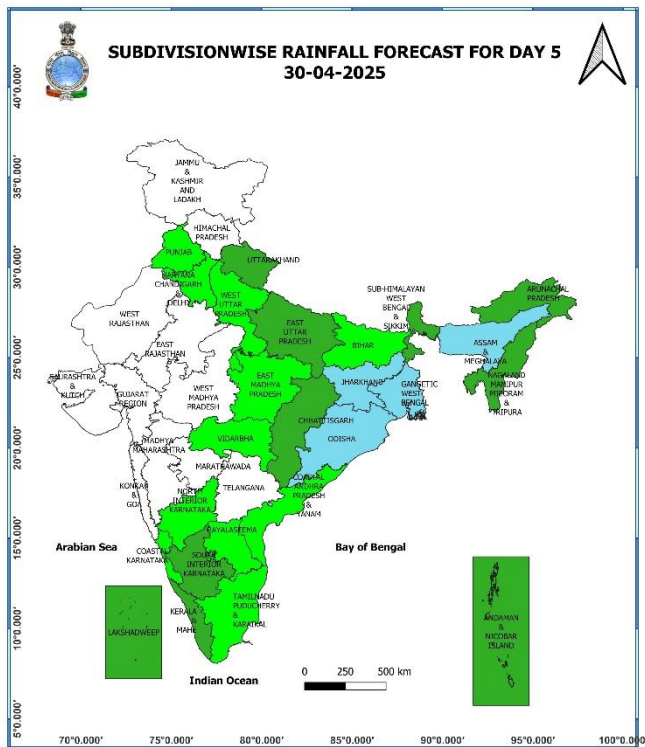 SUBDIVISIONWISE RAINFALL FORECAST FOR DAY 5
30-04-2025
40°0.000'
35°0.000'
30°0.000'
25°0.000'
20°0.000'
15°0.000'
10°0.000'
5°0.000'
JAMMU
&
KASHMIR
AND
LADAKH
HIMACHAL
PRADESH
PUNJAB
UTTARAKHAND
HARYANA
CHANDIGARH
&
DELHI
WEST
UTTAR
PRADESH
SUB-HIMALAYAN
WEST
BENGAL
&
SIKKIM
ARUNACHAL
PRADESH
WEST
RAJASTHAN
EAST
RAJASTHAN
EAST
UTTAR
PRADESH
BIHAR
ASSAM
&
MEGHALAYA
SAURASHTRA
&
KUTCH
GUJARAT
REGION
WEST
MADHYA
PRADESH
EAST
MADHYA
PRADESH
JHARKHAND
GANGETIC
WEST
BENGAL
NAGALAND
MANIPUR
MIZORAM
&
TRIPURA
CHHATTISGARH
ODISHA
MADHYA
MAHARASHTRA
VIDARBHA
MARATHAWADA
TELANGANA
KONKAN
&
GOA
NORTH
INTERIOR
KARNATAKA
COASTAL
ANDHRA
PRADESH
&
YANAM
RAYALASEEMA
Arabian Sea
Bay of Bengal
COASTAL
KARNATAKA
SOUTH
INTERIOR
KARNATAKA
TAMILNADU
PUDUCHERRY
&
KARAIKAL
KERALA
&
MAHE
LAKSHADWEEP
ANDAMAN
&
NICOBAR
ISLAND
Indian Ocean
0 250 500 km
70°0.000' 75°0.000' 80°0.000' 85°0.000' 90°0.000' 95°0.000' 100°0.000'